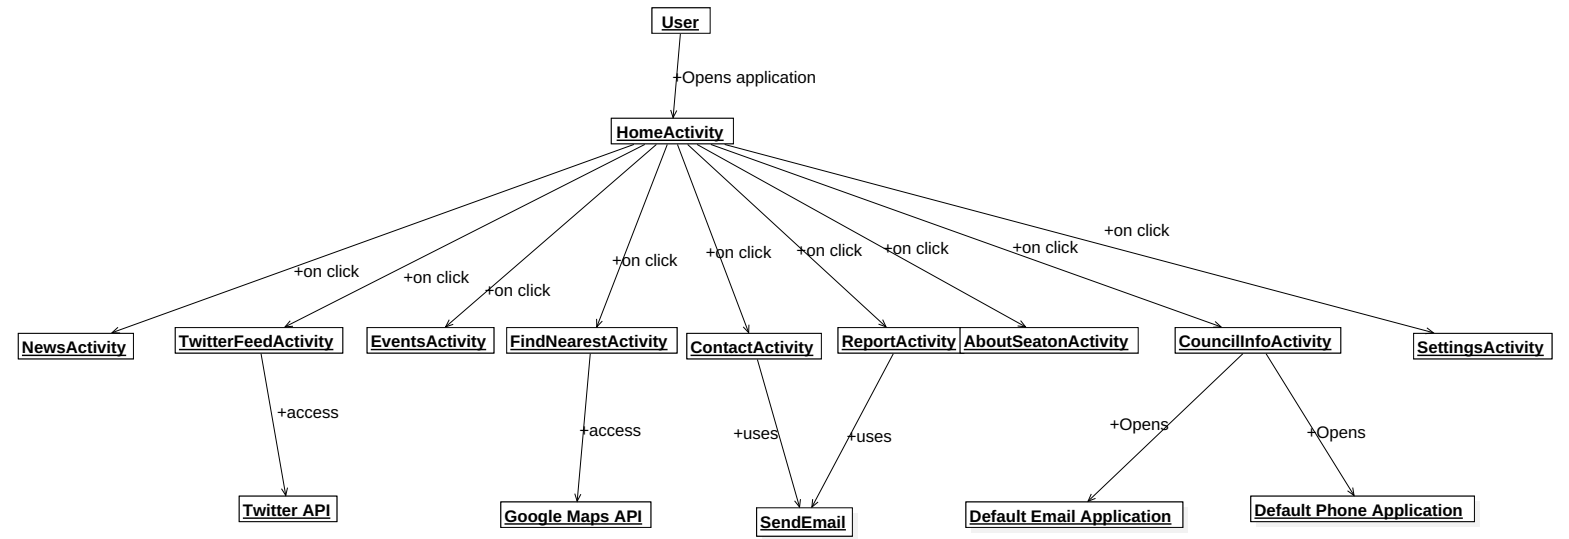 User
+Opens application
HomeActivity
+on click
+on click
+on click
+on click
+on click
+on click
+on click
+on click
+on click
NewsActivity
TwitterFeedActivity
EventsActivity
FindNearestActivity
ContactActivity
ReportActivity
AboutSeatonActivity
CouncilInfoActivity
SettingsActivity
+access
+access
+uses
+uses
+Opens
+Opens
Twitter API
Google Maps API
SendEmail
Default Email Application
Default Phone Application